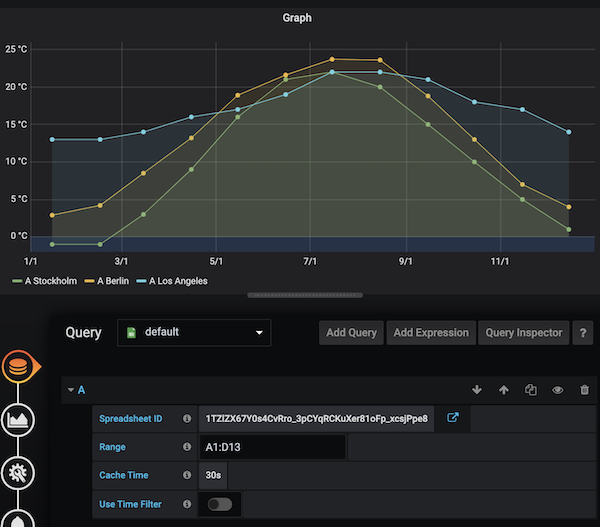 Graph
25 °C
20 °C
15 °C
10 °C
5 °C
0 °C
1/1 3/1 5/1 7/1 9/1 11/1
A Stockholm A Berlin A Los Angeles
Query default Add Query Add Expression Query Inspector ?
A
Spreadsheet ID 1TZlZX67Y0s4CvRro_3pCYqRCKuXer81oFp_xcsjPpe8
Range A1:D13
Cache Time 30s
Use Time Filter